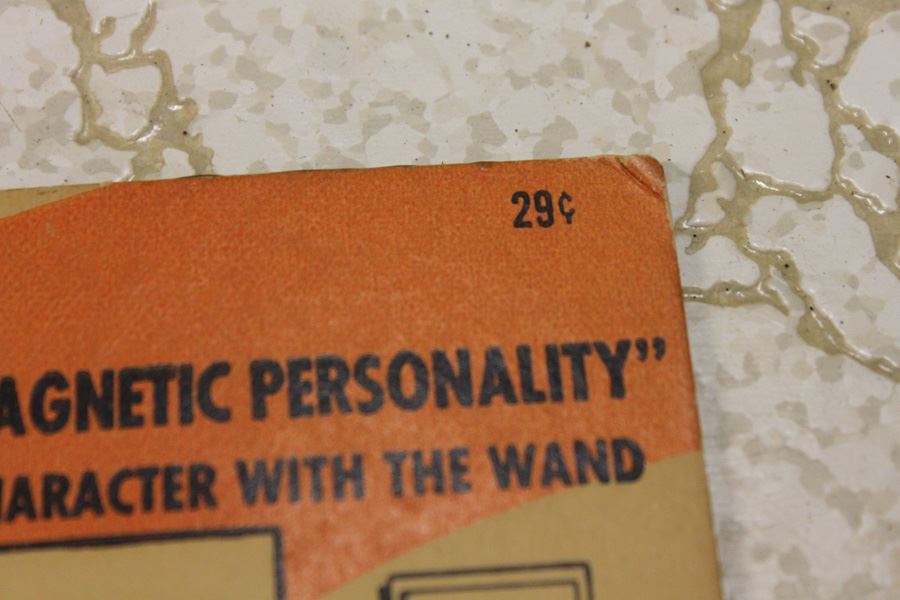 29¢
AGNETIC PERSONALITY”
HARACTER WITH THE WAND